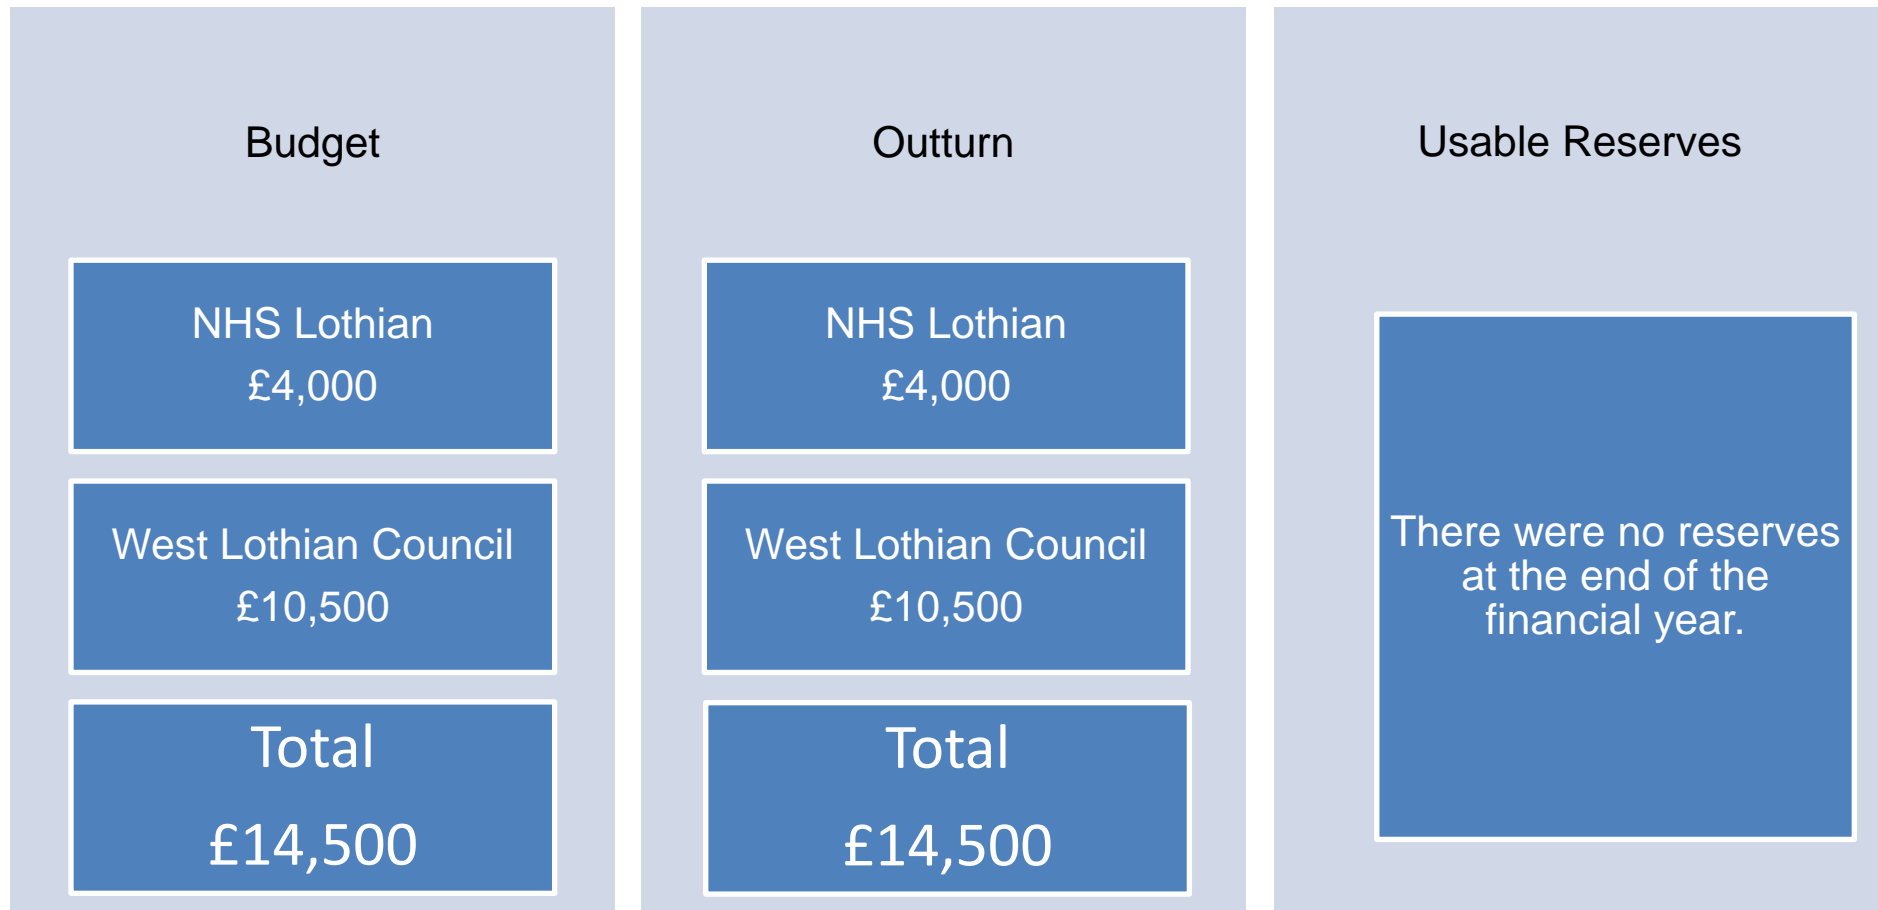 Budget
NHS Lothian
£4,000
West Lothian Council
£10,500
Total
£14,500
Outturn
NHS Lothian
£4,000
West Lothian Council
£10,500
Total
£14,500
Usable Reserves
There were no reserves
at the end of the
financial year.